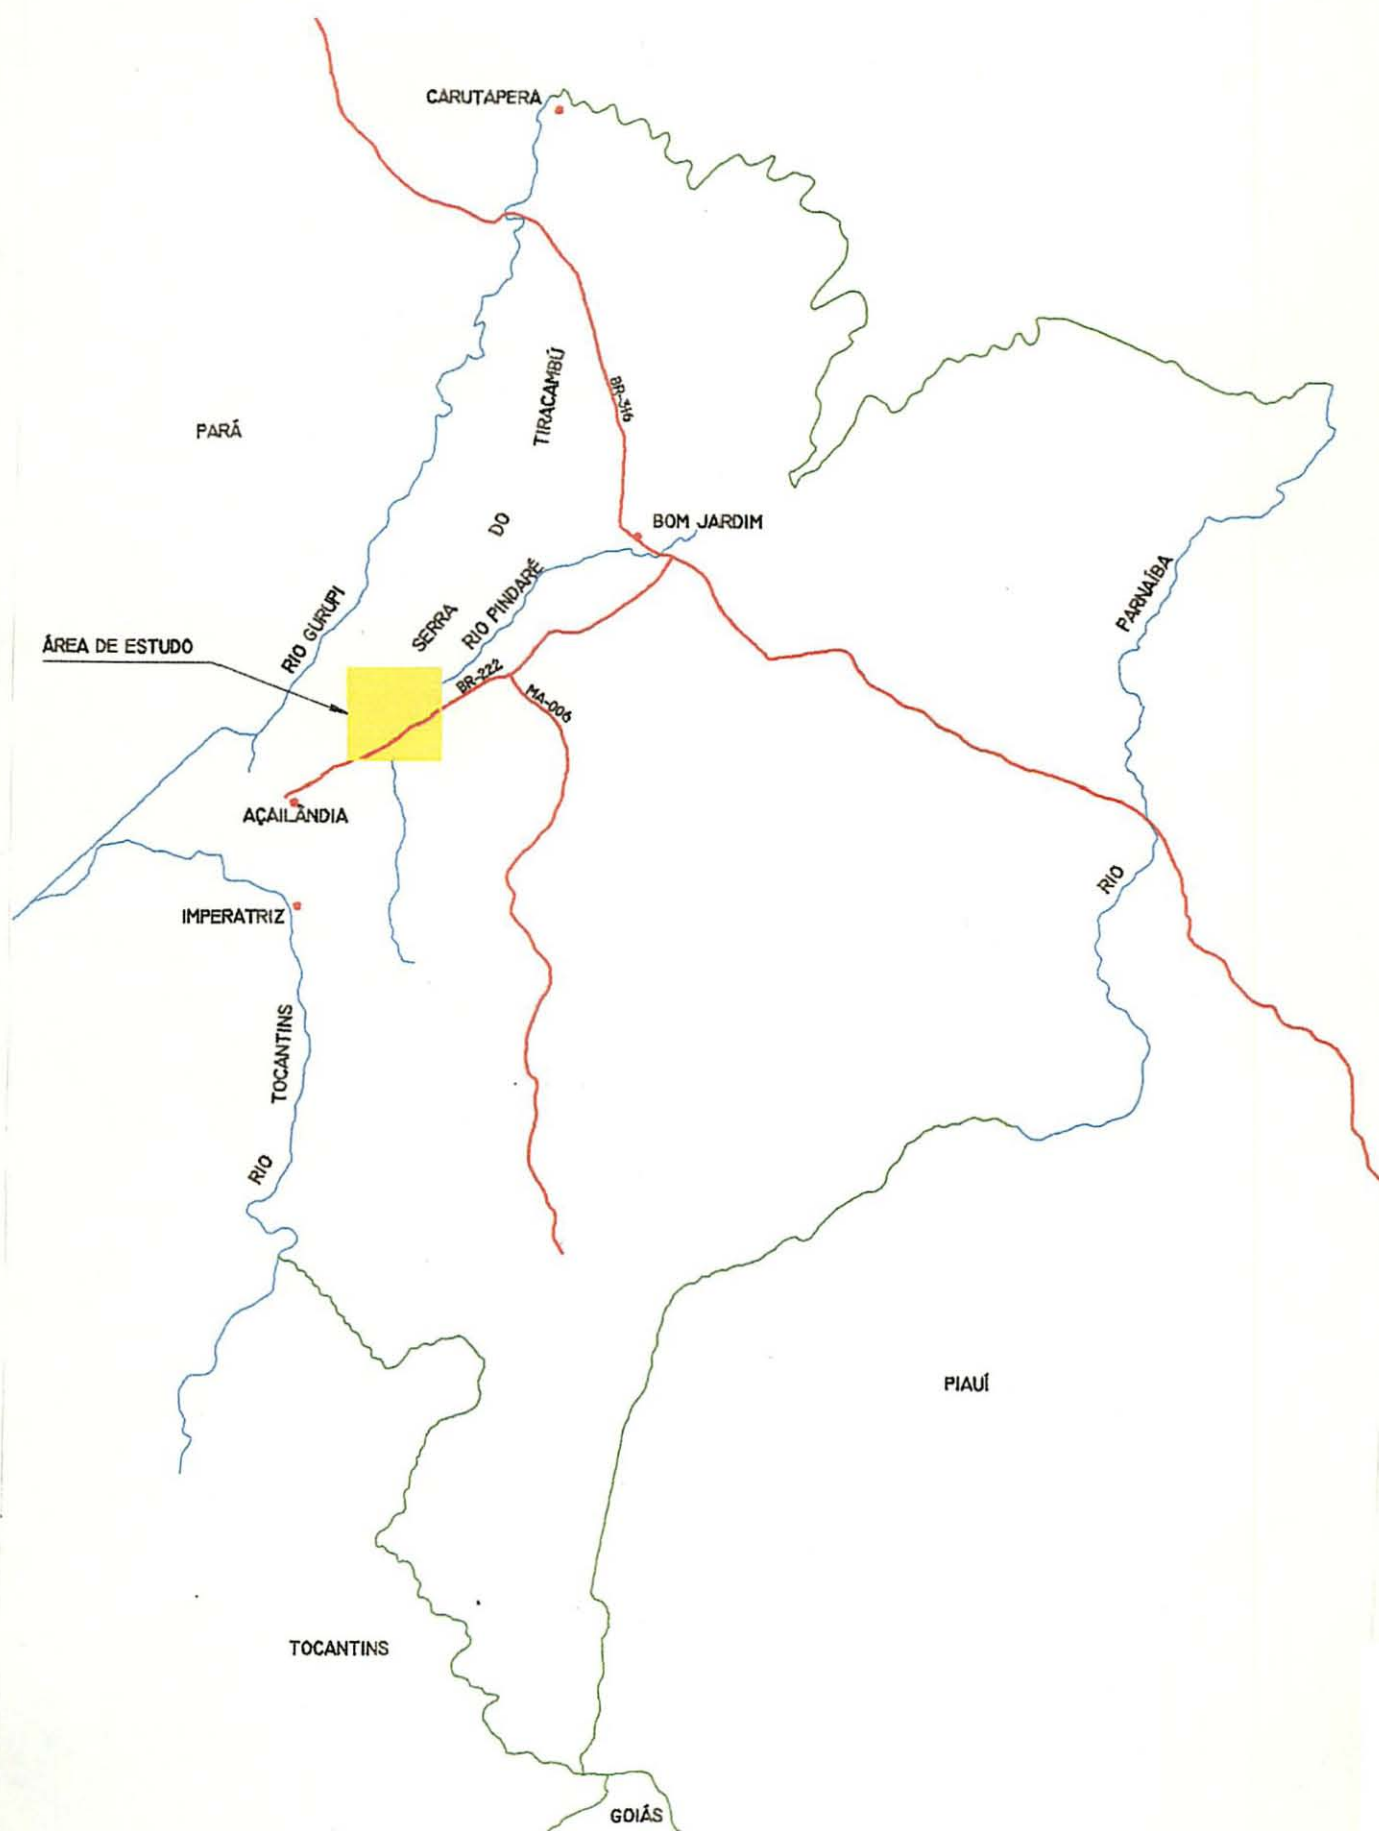 CARUTAPERA
TIRACAMBÚ
BR-316
PARÁ
DO
BOM JARDIM
RIO PINDARÉ
PARNAÍBA
RIO GURUPI
SERRA
ÁREA DE ESTUDO
BR-222
MA-006
AÇAILÂNDIA
RIO
IMPERATRIZ
TOCANTINS
RIO
PIAUÍ
TOCANTINS
GOIÁS